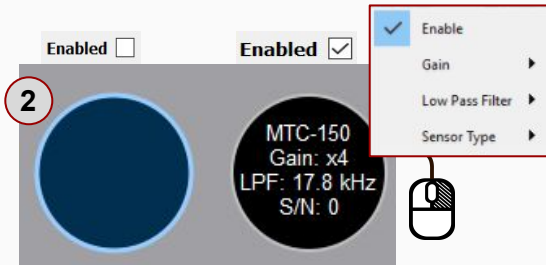 Enabled
Enabled
2
MTC-150
Gain: x4
LPF: 17.8 kHz
S/N: 0
Enable
Gain
Low Pass Filter
Sensor Type